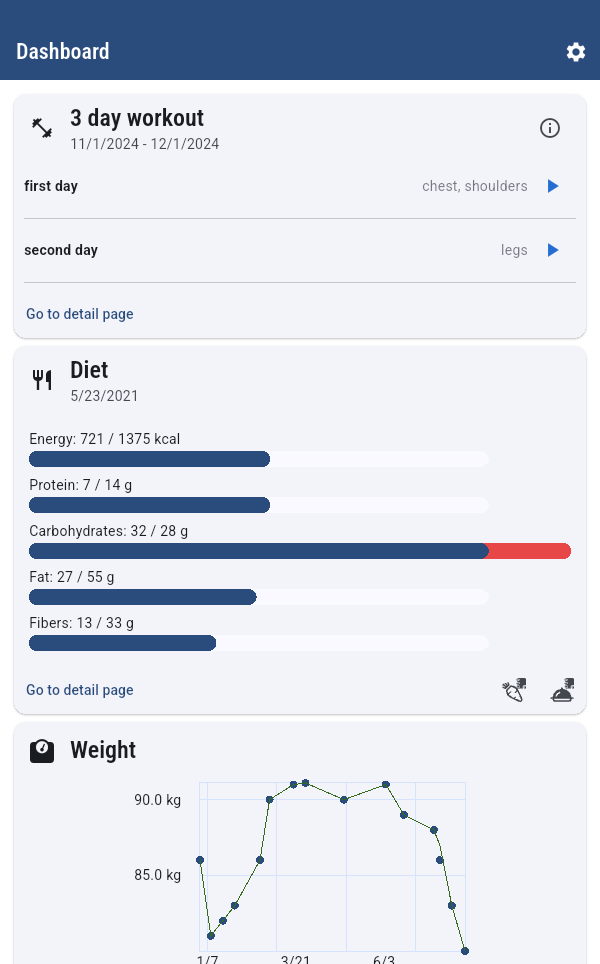 Dashboard
3 day workout
11/1/2024 - 12/1/2024
first day chest, shoulders
second day legs
Go to detail page
Diet
5/23/2021
Energy: 721 / 1375 kcal
Protein: 7 / 14 g
Carbohydrates: 32 / 28 g
Fat: 27 / 55 g
Fibers: 13 / 33 g
Go to detail page
Weight
90.0 kg
85.0 kg
1/7 3/21 6/3